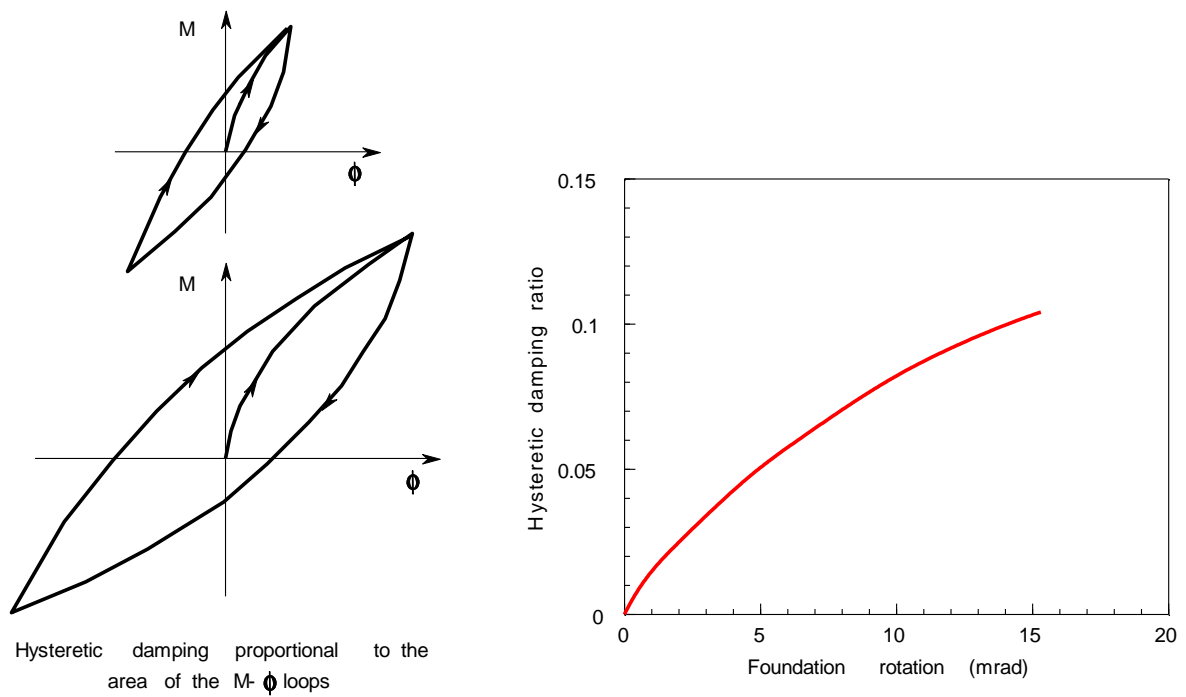 M
ϕ
M
ϕ
Hysteretic damping proportional to the
area of the M- ϕ loops
0.15
0.1
0.05
0
Hysteretic damping ratio
0 5 10 15 20
Foundation rotation (mrad)